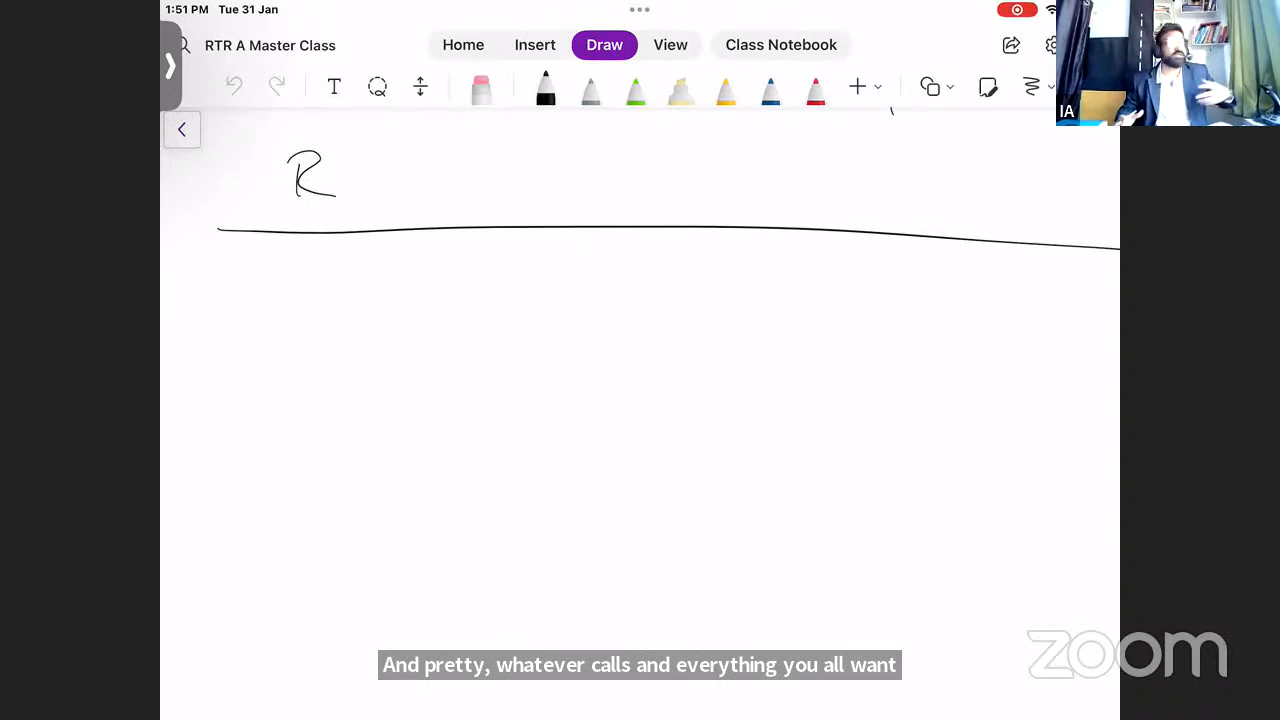 1:51 PM Tue 31 Jan
RTR A Master Class
Home Insert Draw View Class Notebook
T
IA
R
And pretty, whatever calls and everything you all want
zoom